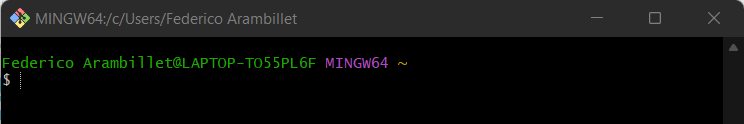 MINGW64:/c/Users/Federico Arambillet
Federico Arambillet@LAPTOP-TO55PL6F MINGW64 ~
$